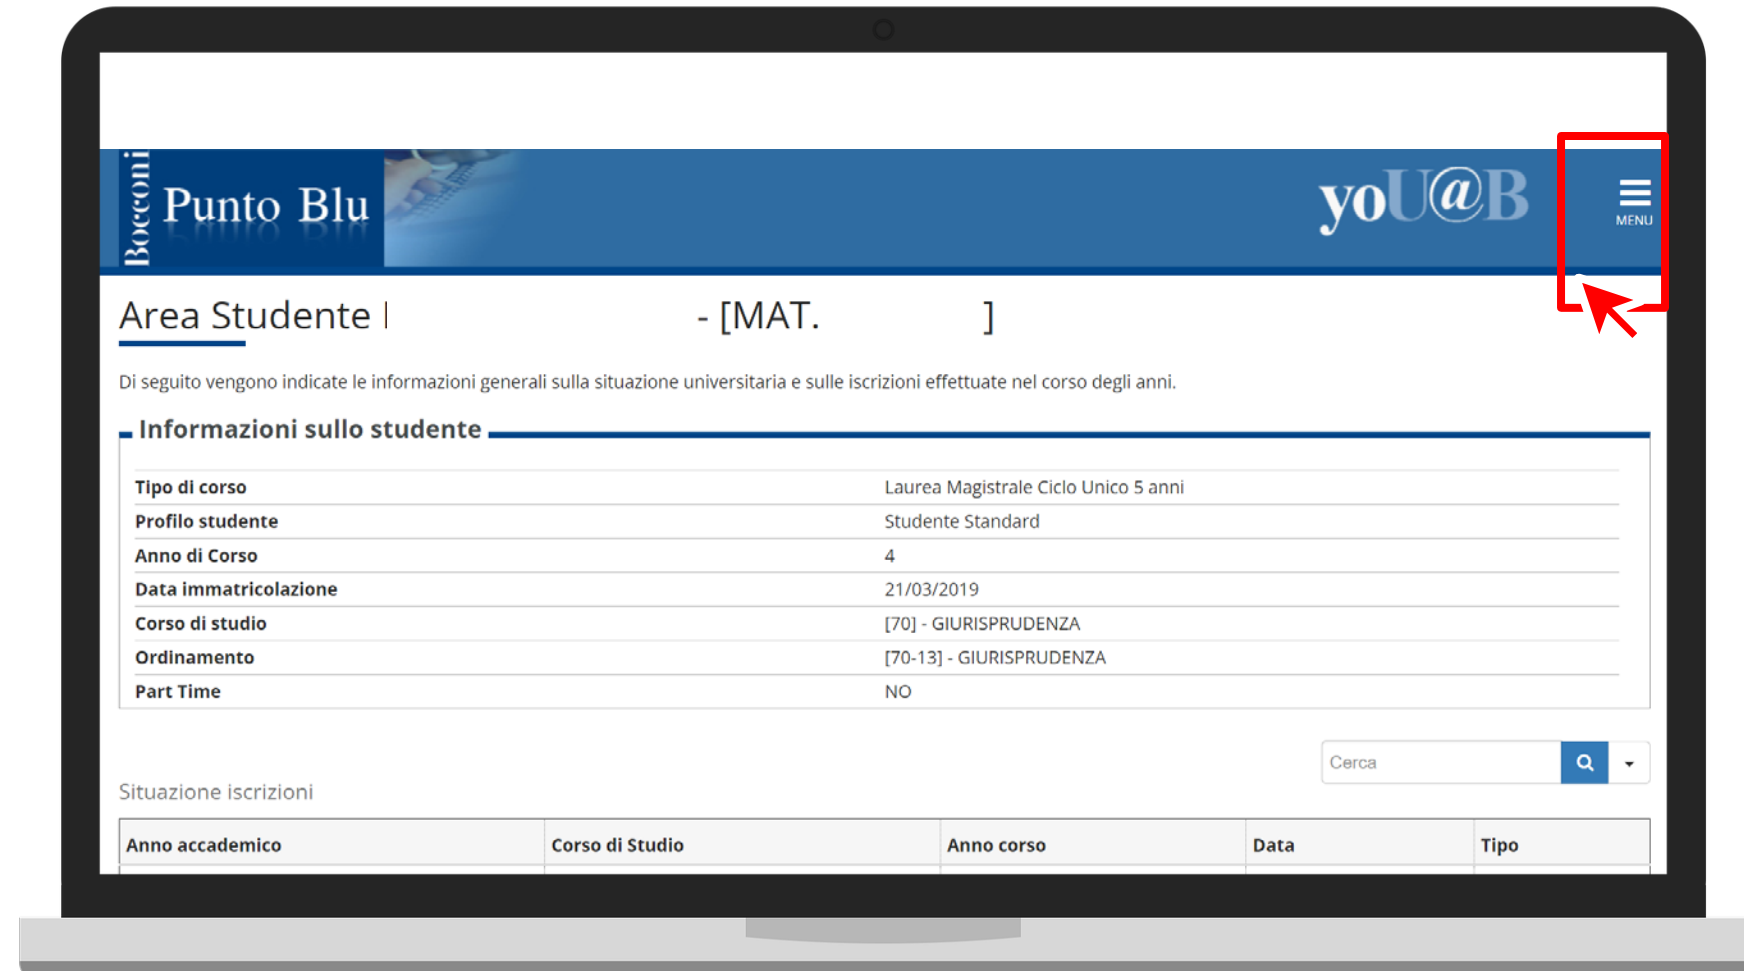 Bocconi
Punto Blu
yoU@B
MENU
Area Studente - [MAT. ]
Di seguito vengono indicate le informazioni generali sulla situazione universitaria e sulle iscrizioni effettuate nel corso degli anni.
Informazioni sullo studente
Tipo di corso Laurea Magistrale Ciclo Unico 5 anni
Profilo studente Studente Standard
Anno di Corso 4
Data immatricolazione 21/03/2019
Corso di studio [70] - GIURISPRUDENZA
Ordinamento [70-13] - GIURISPRUDENZA
Part Time NO
Cerca
Situazione iscrizioni
Anno accademico Corso di Studio Anno corso Data Tipo